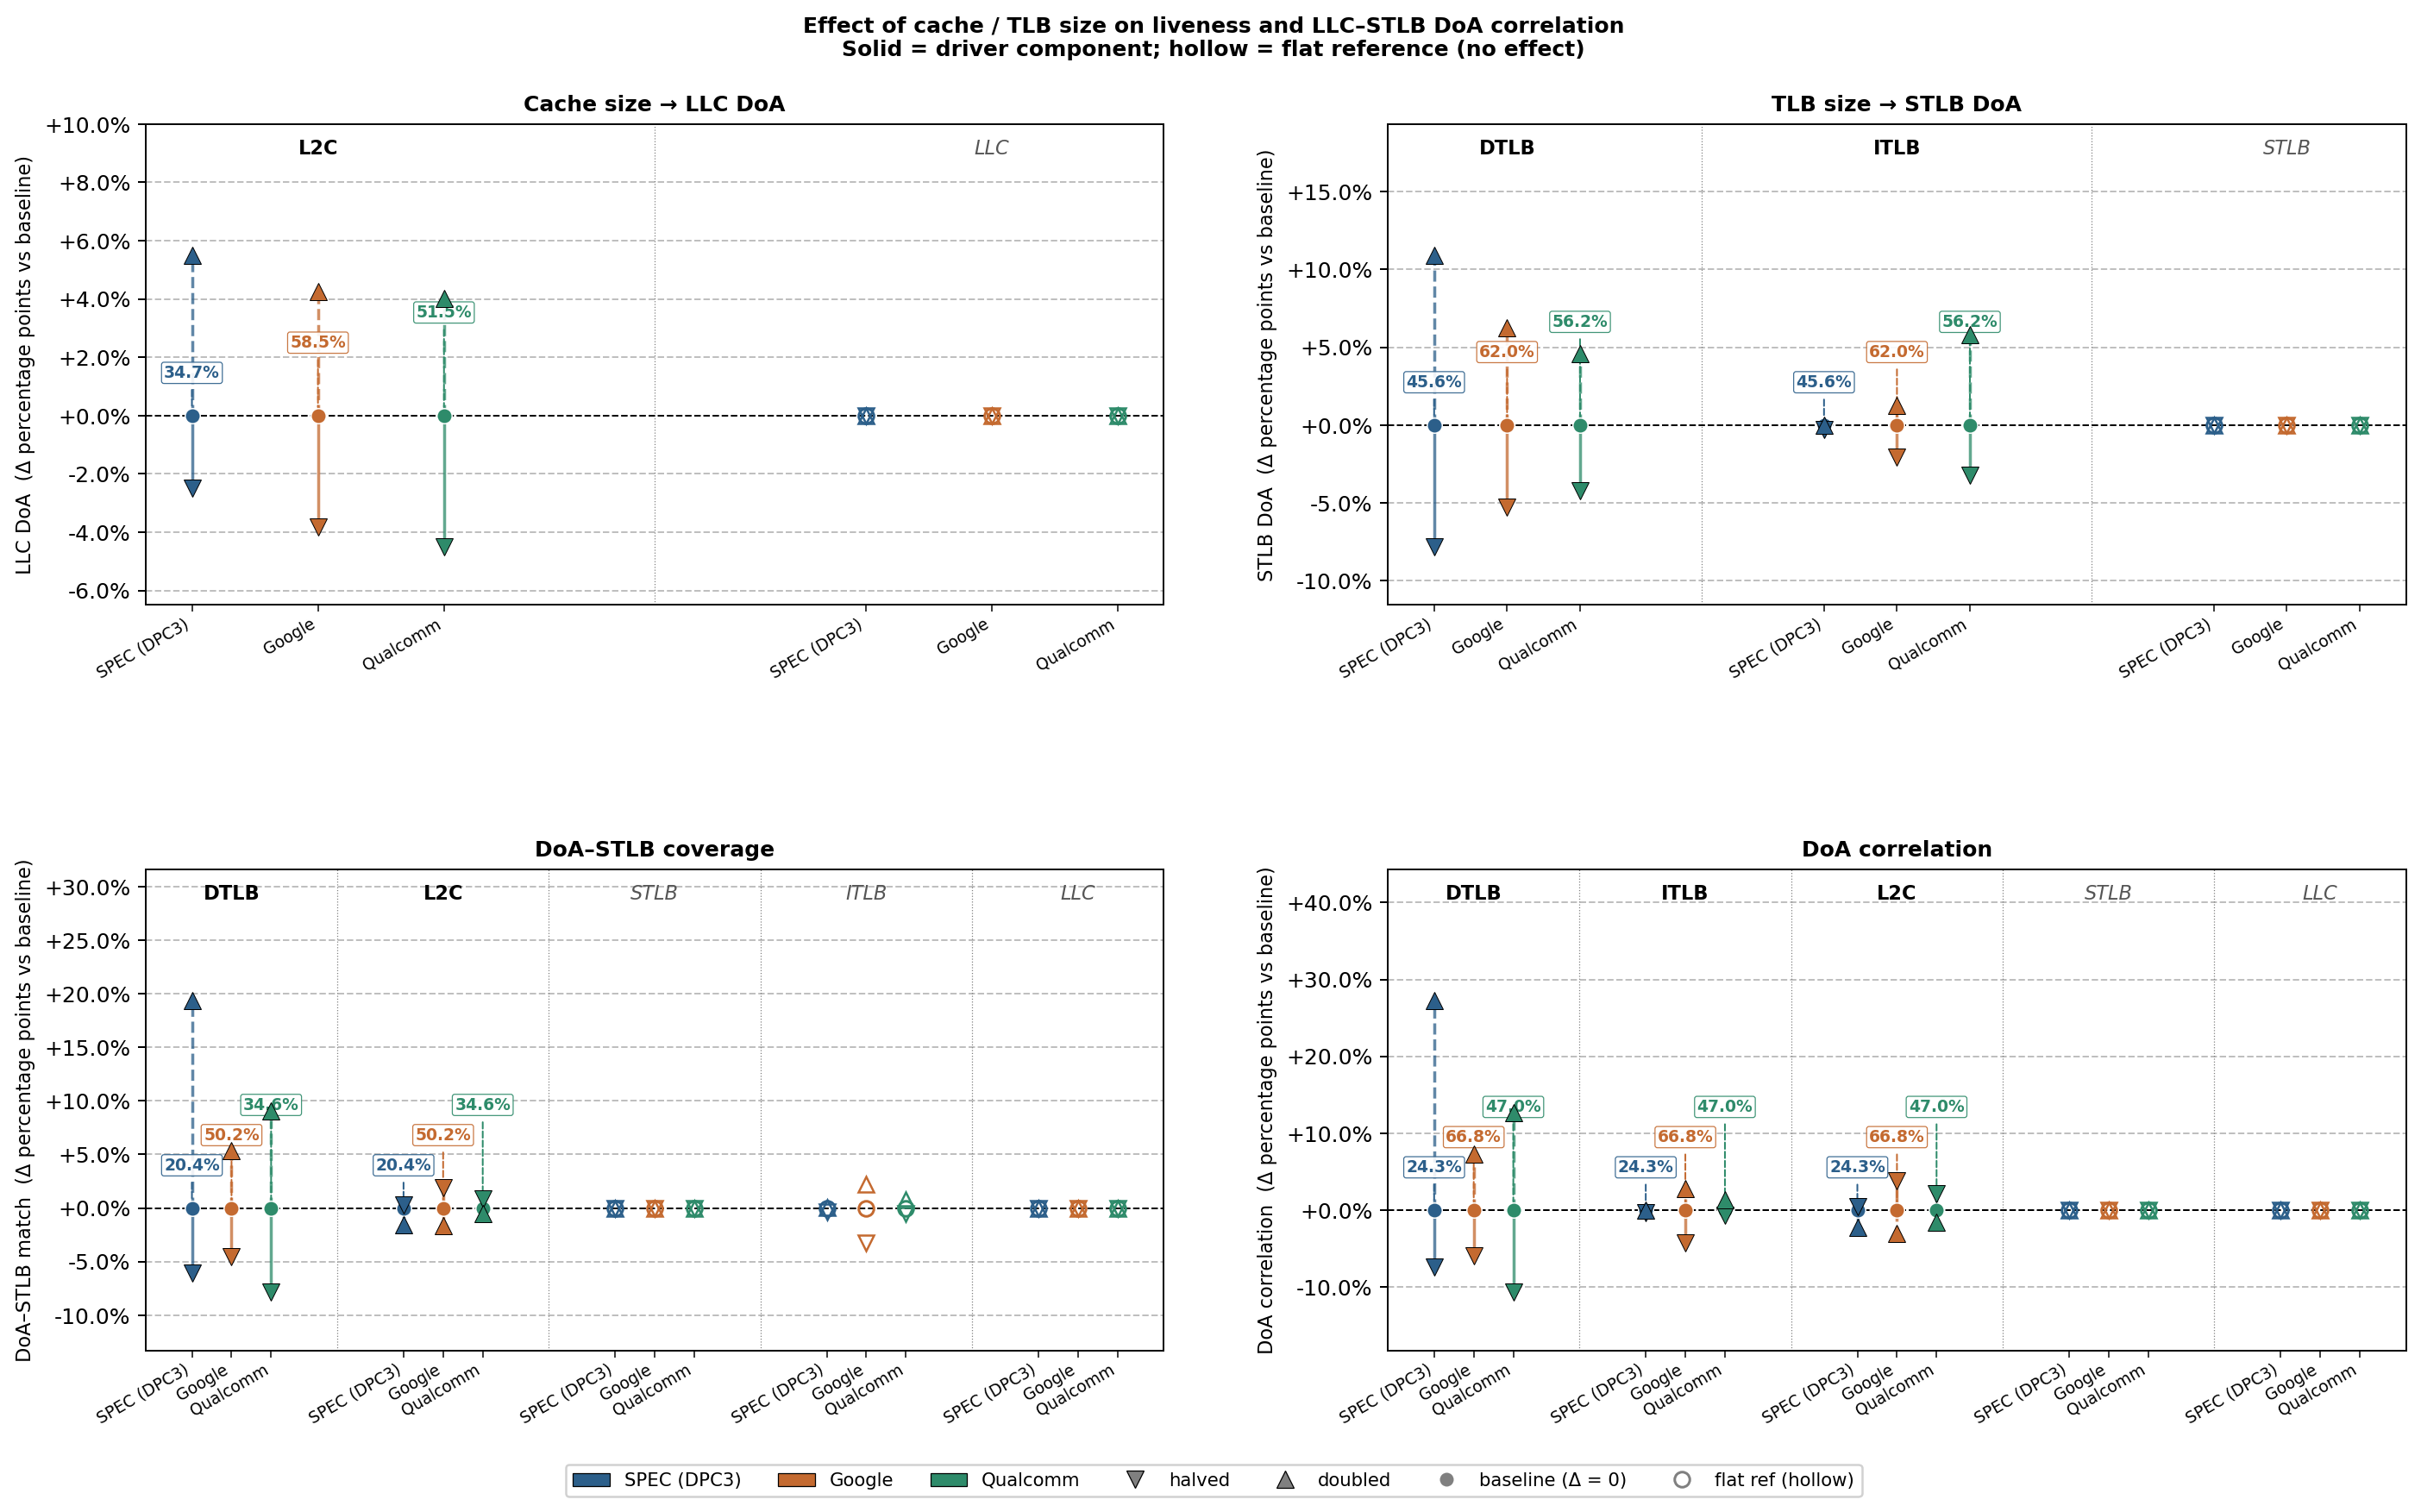 Effect of cache / TLB size on liveness and LLC–STLB DoA correlation
Solid = driver component; hollow = flat reference (no effect)
Cache size → LLC DoA
LLC DoA (Δ percentage points vs baseline)
+10.0%
+8.0%
+6.0%
+4.0%
+2.0%
+0.0%
-2.0%
-4.0%
-6.0%
L2C
LLC
34.7%
58.5%
51.5%
SPEC (DPC3)
Google
Qualcomm
SPEC (DPC3)
Google
Qualcomm
TLB size → STLB DoA
STLB DoA (Δ percentage points vs baseline)
+15.0%
+10.0%
+5.0%
+0.0%
-5.0%
-10.0%
DTLB
ITLB
STLB
45.6%
62.0%
56.2%
45.6%
62.0%
56.2%
SPEC (DPC3)
Google
Qualcomm
SPEC (DPC3)
Google
Qualcomm
SPEC (DPC3)
Google
Qualcomm
DoA–STLB coverage
DoA–STLB match (Δ percentage points vs baseline)
+30.0%
+25.0%
+20.0%
+15.0%
+10.0%
+5.0%
+0.0%
-5.0%
-10.0%
DTLB
L2C
STLB
ITLB
LLC
20.4%
50.2%
34.6%
20.4%
50.2%
34.6%
SPEC (DPC3)
Google
Qualcomm
SPEC (DPC3)
Google
Qualcomm
SPEC (DPC3)
Google
Qualcomm
SPEC (DPC3)
Google
Qualcomm
SPEC (DPC3)
Google
Qualcomm
DoA correlation
DoA correlation (Δ percentage points vs baseline)
+40.0%
+30.0%
+20.0%
+10.0%
+0.0%
-10.0%
DTLB
ITLB
L2C
STLB
LLC
24.3%
66.8%
47.0%
24.3%
66.8%
47.0%
24.3%
66.8%
47.0%
SPEC (DPC3)
Google
Qualcomm
SPEC (DPC3)
Google
Qualcomm
SPEC (DPC3)
Google
Qualcomm
SPEC (DPC3)
Google
Qualcomm
SPEC (DPC3)
Google
Qualcomm
SPEC (DPC3) Google Qualcomm halved doubled baseline (Δ = 0) flat ref (hollow)